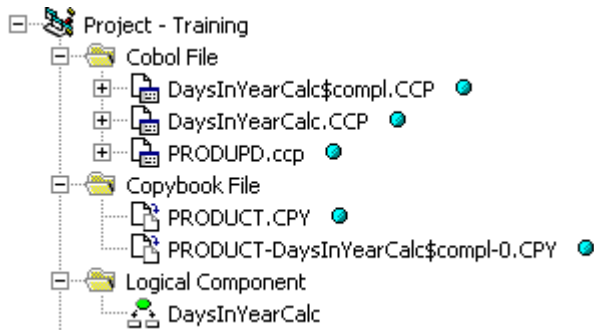 Project - Training
Cobol File
DaysInYearCalc$compl.CCP
DaysInYearCalc.CCP
PRODUPD.ccp
Copybook File
PRODUCT.CPY
PRODUCT-DaysInYearCalc$compl-0.CPY
Logical Component
DaysInYearCalc